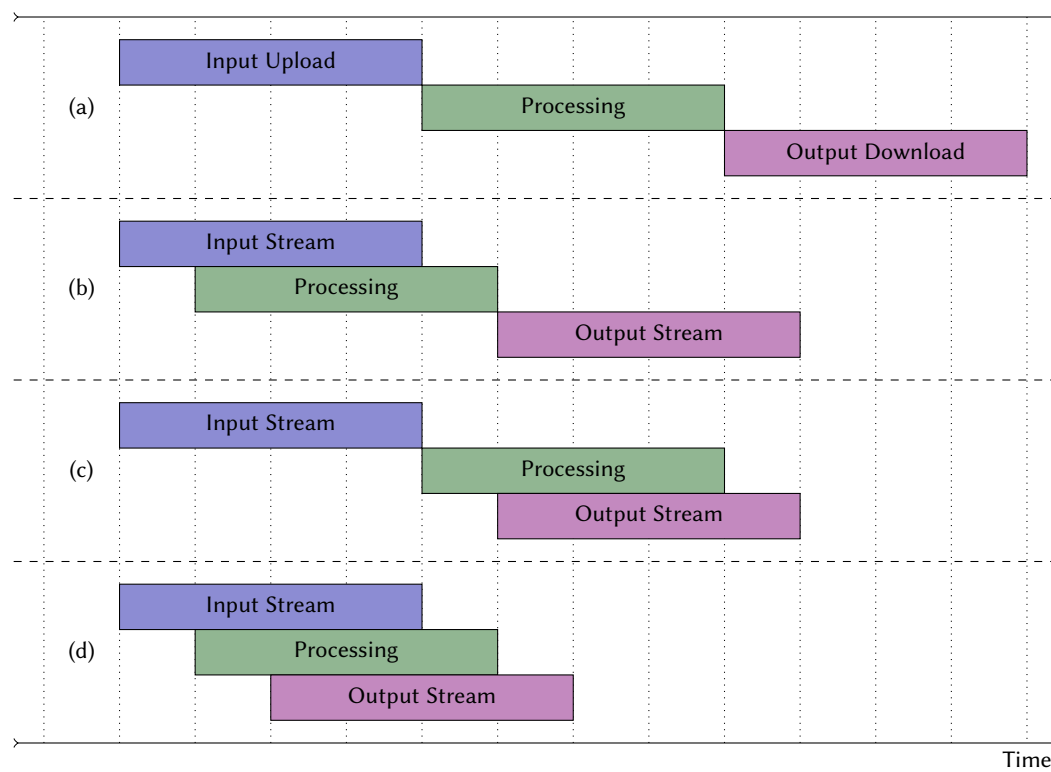 Input Upload
(a)
Processing
Output Download
Input Stream
(b)
Processing
Output Stream
Input Stream
(c)
Processing
Output Stream
Input Stream
(d)
Processing
Output Stream
Time